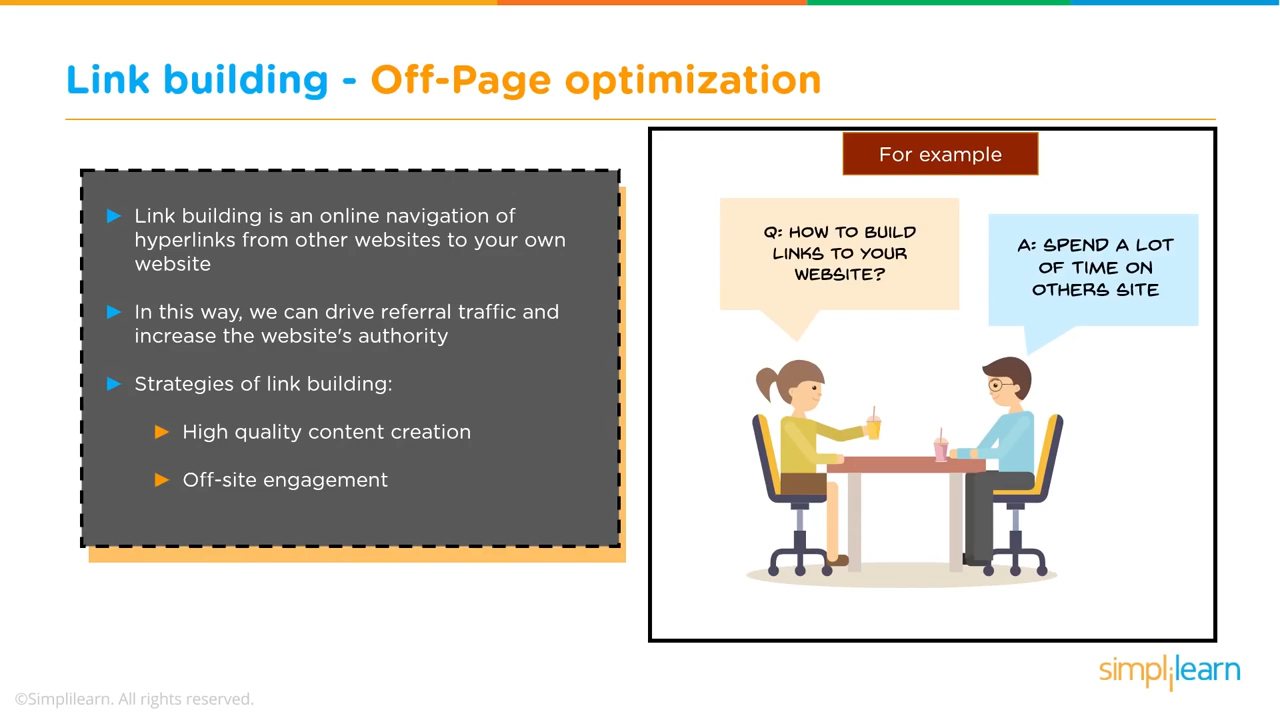 Link building - Off-Page optimization
Link building is an online navigation of
hyperlinks from other websites to your own
website
In this way, we can drive referral traffic and
increase the website's authority
Strategies of link building:
High quality content creation
Off-site engagement
For example
Q: HOW TO BUILD
LINKS TO YOUR
WEBSITE?
A: SPEND A LOT
OF TIME ON
OTHERS SITE
simplilearn
©Simplilearn. All rights reserved.